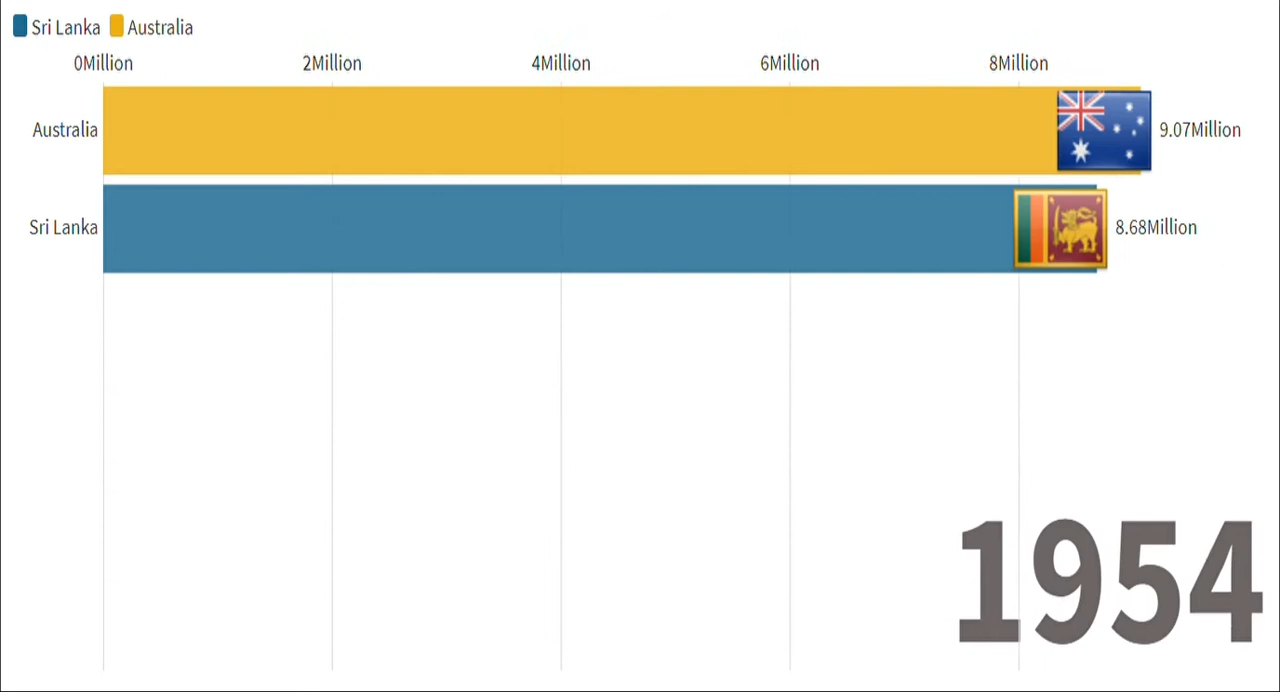 Sri Lanka Australia
0Million 2Million 4Million 6Million 8Million
Australia 9.07Million
Sri Lanka 8.68Million
1954